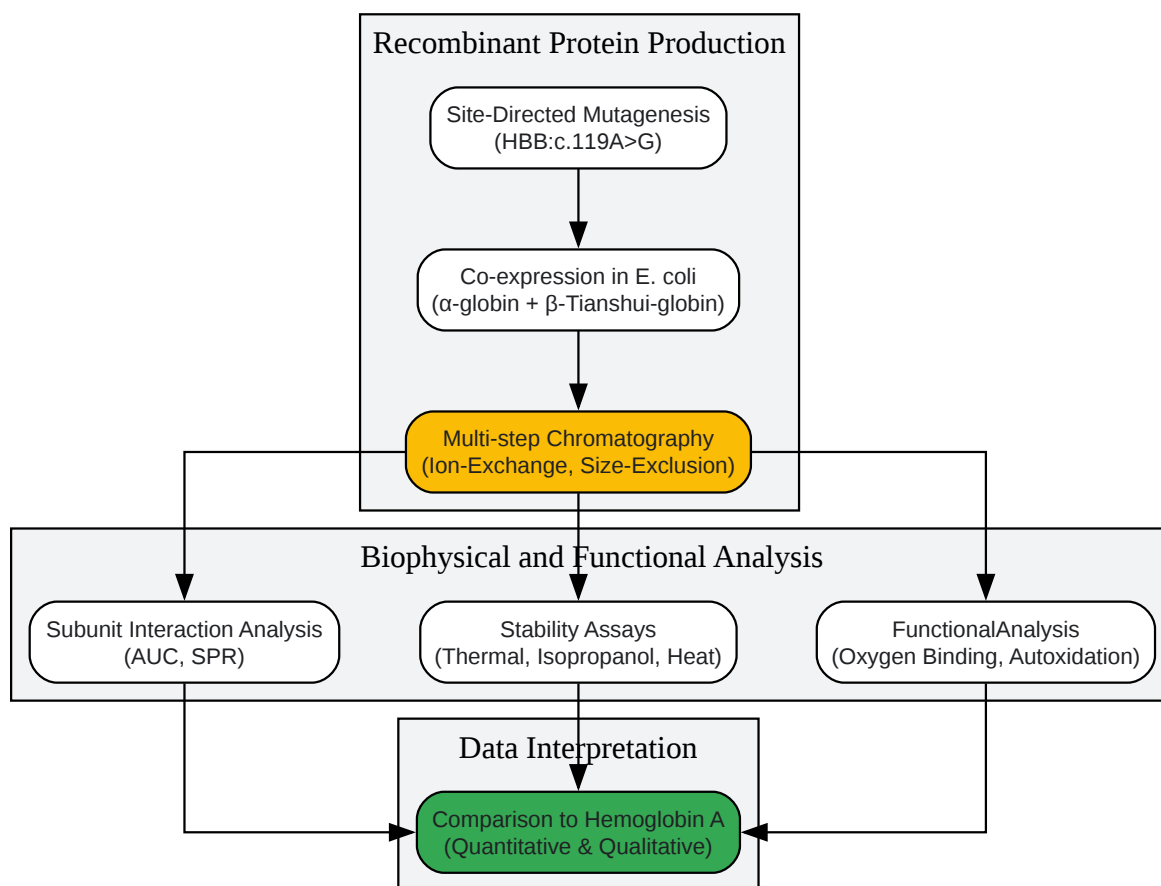 Recombinant Protein Production
Site-Directed Mutagenesis
(HBB:c.119A>G)
Co-expression in E. coli
(α-globin + β-Tianshui-globin)
Multi-step Chromatography
(Ion-Exchange, Size-Exclusion)
Biophysical and Functional Analysis
Subunit Interaction Analysis
(AUC, SPR)
Stability Assays
(Thermal, Isopropanol, Heat)
FunctionalAnalysis
(Oxygen Binding, Autoxidation)
Data Interpretation
Comparison to Hemoglobin A
(Quantitative & Qualitative)